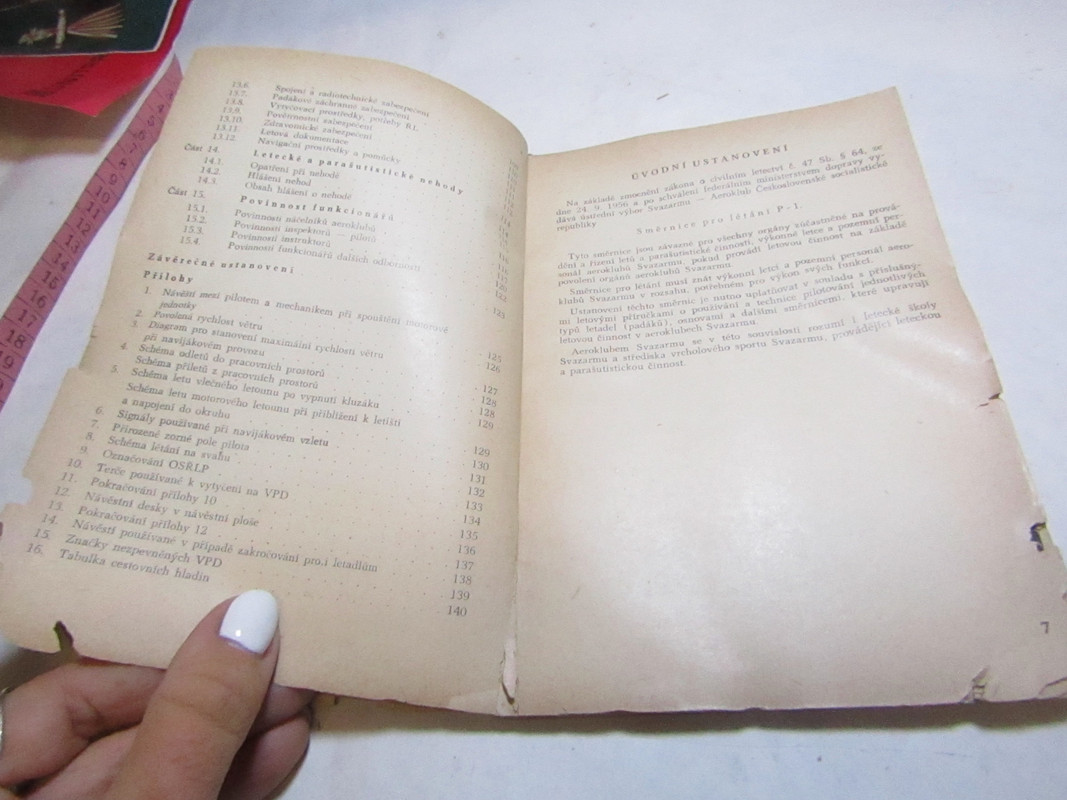 13.6. Spojení a radiotechnické zabezpečení
13.7. Padákové záchranné zabezpečení
13.8. Vytyčovací prostředky, přílohy RL
13.9. Povětrnostní zabezpečení
13.10. Zdravotnické zabezpečení
13.11. Letová dokumentace
13.12. Navigační prostředky a pomůcky
Část 14. Letecké a parašutistické nehody
14.1. Opatření při nehodě
14.2. Hlášení nehod
14.3. Obsah hlášení o nehodě
Část 15. Povinnost funkcionářů
15.1. Povinnosti náčelníků aeroklubů
15.2. Povinnosti inspektorů — pilotů
15.3. Povinnosti instruktorů
15.4. Povinnosti funkcionářů dalších odborností
Závěrečné ustanovení 123
Přílohy
1. Návěstí mezi pilotem a mechanikem při spouštění motorové
jednotky 125
2. Povolená rychlost větru 126
3. Diagram pro stanovení maximální rychlosti větru
při navijákovém provozu 127
4. Schéma odletů do pracovních prostorů 128
Schéma příletů z pracovních prostorů 128
5. Schéma letu vlečného letounu po vypnutí kluzáku 129
Schéma letu motorového letounu při přiblížení k letišti
a napojení do okruhu 129
6. Signály používané při navijákovém vzletu 130
7. Přirozené zorné pole pilota 131
8. Schéma létání na svahu 132
9. Označování OSŘLP 133
10. Terče používané k vytyčení na VPD 134
11. Pokračování přílohy 10 135
12. Návěstní desky v návěstní ploše 136
13. Pokračování přílohy 12 137
14. Návěstí používané v případě zakročování proti letadlům 138
15. Značky nezpevněných VPD 139
16. Tabulka cestovních hladin 140
ÚVODNÍ USTANOVENÍ
Na základě zmocnění zákona o civilním letectví č. 47 Sb. § 64, ze
dne 24. 9. 1956 a po schválení federálním ministerstvem dopravy vy-
dává ústřední výbor Svazarmu — Aeroklub Československé socialistické
republiky
Směrnice pro létání P-1.
Tyto směrnice jsou závazné pro všechny orgány súčastněné na prová-
dění a řízení letů a parašutistické činnosti, výkonné letce a pozemní per-
sonál aeroklubů Svazarmu, pokud provádí letovou činnost na základě
povolení orgánů aeroklubů Svazarmu.
Směrnice pro létání musí znát výkonní letci a pozemní personál aero-
klubů Svazarmu v rozsahu, potřebném pro výkon svých funkcí.
Ustanovení těchto směrnic je nutno uplatňovat v souladu s příslušný-
mi letovými příručkami o používání a technice pilotování jednotlivých
typů letadel (padáků), osnovami a dalšími směrnicemi, které upravují
letovou činnost v aeroklubech Svazarmu.
Aeroklubem Svazarmu se v této souvislosti rozumí i letecké školy
Svazarmu a střediska vrcholového sportu Svazarmu, provádějící leteckou
a parašutistickou činnost.
7